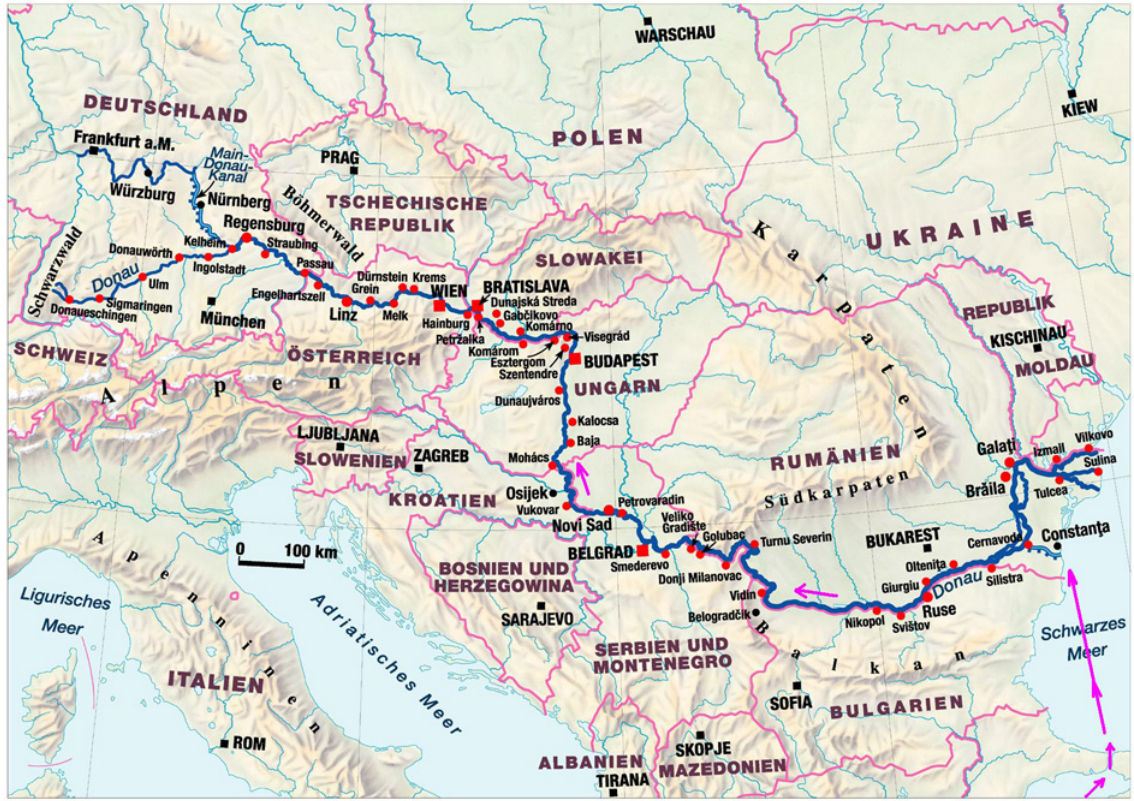 WARSCHAU
KIEW
DEUTSCHLAND
Frankfurt a.M.
POLEN
Main-
Donau-
Kanal
PRAG
Würzburg
Nürnberg
TSCHECHISCHE
REPUBLIK
Böhmerwald
Karpaten
UKRAINE
Regensburg
Kelheim
Straubing
Schwarzwald
Donauwörth
Ingolstadt
Passau
SLOWAKEI
Donau
Ulm
Dürnstein
Krems
WIEN
BRATISLAVA
REPUBLIK
Engelhartszell
Grein
Dunajská Streda
Sigmaringen
Gabčikovo
Donaueschingen
München
Linz
Melk
Hainburg
Komárno
KISCHINAU
Petržalka
Visegrád
SCHWEIZ
ÖSTERREICH
Komárom
Esztergom
BUDAPEST
MOLDAU
Szentendre
Alpen
UNGARN
Dunaujváros
Kalocsa
LJUBLJANA
Baja
Galaţi
Izmail
Vilkovo
SLOWENIEN
ZAGREB
Mohács
RUMÄNIEN
Sulina
Brăila
Tulcea
KROATIEN
Osijek
Südkarpaten
Vukovar
Petrovaradin
Novi Sad
Veliko
Gradište
Golubac
Turnu Severin
BUKAREST
Cernavoda
Constanţa
Apenninen
0 100 km
BELGRAD
Smederevo
Donji Milanovac
Olteniţa
BOSNIEN UND
HERZEGOWINA
Giurgiu
Donau
Silistra
Ligurisches
Meer
Adriatisches Meer
Vidin
Belogradčik
Nikopol
Ruse
Svištov
SARAJEVO
Schwarzes
Meer
SERBIEN UND
MONTENEGRO
Balkan
ITALIEN
SOFIA
BULGARIEN
ROM
SKOPJE
ALBANIEN
MAZEDONIEN
TIRANA